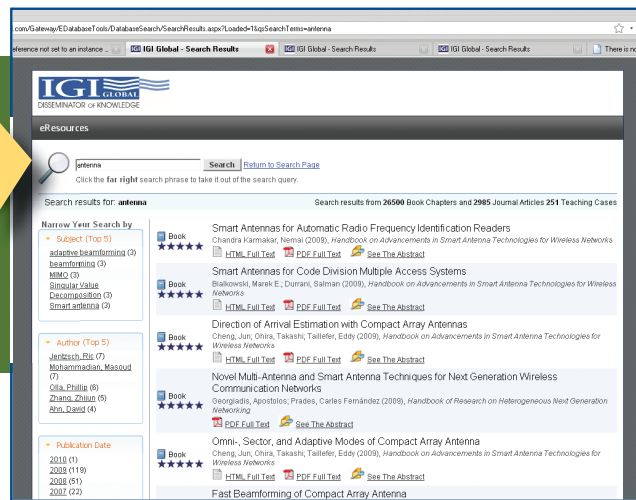 .com/Gateway/EDatabaseTools/DatabaseSearch/SearchResults.aspx?Loaded=1&qsSearchTerms=antenna
eference not set to an instance ...
IGI Global - Search Results
IGI Global - Search Results
IGI Global - Search Results
There is no
IGI GLOBAL
DISSEMINATOR OF KNOWLEDGE
eResources
antenna
Search
Return to Search Page
Click the far right search phrase to take it out of the search query.
Search results for: antenna
Search results from 26500 Book Chapters and 2985 Journal Articles 251 Teaching Cases
Narrow Your Search by
Subject (Top 5)
adaptive beamforming (3)
beamforming (3)
MIMO (3)
Singular Value
Decomposition (3)
Smart antenna (3)
Author (Top 5)
Jentzsch, Ric (7)
Mohammadian, Masoud
(7)
Olla, Phillip (6)
Zhang, Zhijun (5)
Ahn, David (4)
Publication Date
2010 (1)
2009 (119)
2008 (51)
2007 (22)
Book
Smart Antennas for Automatic Radio Frequency Identification Readers
Chandra Karmakar, Nemai (2009), Handbook on Advancements in Smart Antenna Technologies for Wireless Networks
HTML Full Text PDF Full Text See The Abstract
Book
Smart Antennas for Code Division Multiple Access Systems
Bialkowski, Marek E.; Durrani, Salman (2009), Handbook on Advancements in Smart Antenna Technologies for Wireless
Networks
HTML Full Text PDF Full Text See The Abstract
Book
Direction of Arrival Estimation with Compact Array Antennas
Cheng, Jun; Ohira, Takashi; Taillefer, Eddy (2009), Handbook on Advancements in Smart Antenna Technologies for
Wireless Networks
HTML Full Text PDF Full Text See The Abstract
Book
Novel Multi-Antenna and Smart Antenna Techniques for Next Generation Wireless
Communication Networks
Georgiadis, Apostolos; Prades, Carles Fernández (2009), Handbook of Research on Heterogeneous Next Generation
Networking
PDF Full Text See The Abstract
Book
Omni-, Sector, and Adaptive Modes of Compact Array Antenna
Cheng, Jun; Ohira, Takashi; Taillefer, Eddy (2009), Handbook on Advancements in Smart Antenna Technologies for
Wireless Networks
HTML Full Text PDF Full Text See The Abstract
Fast Beamforming of Compact Array Antenna